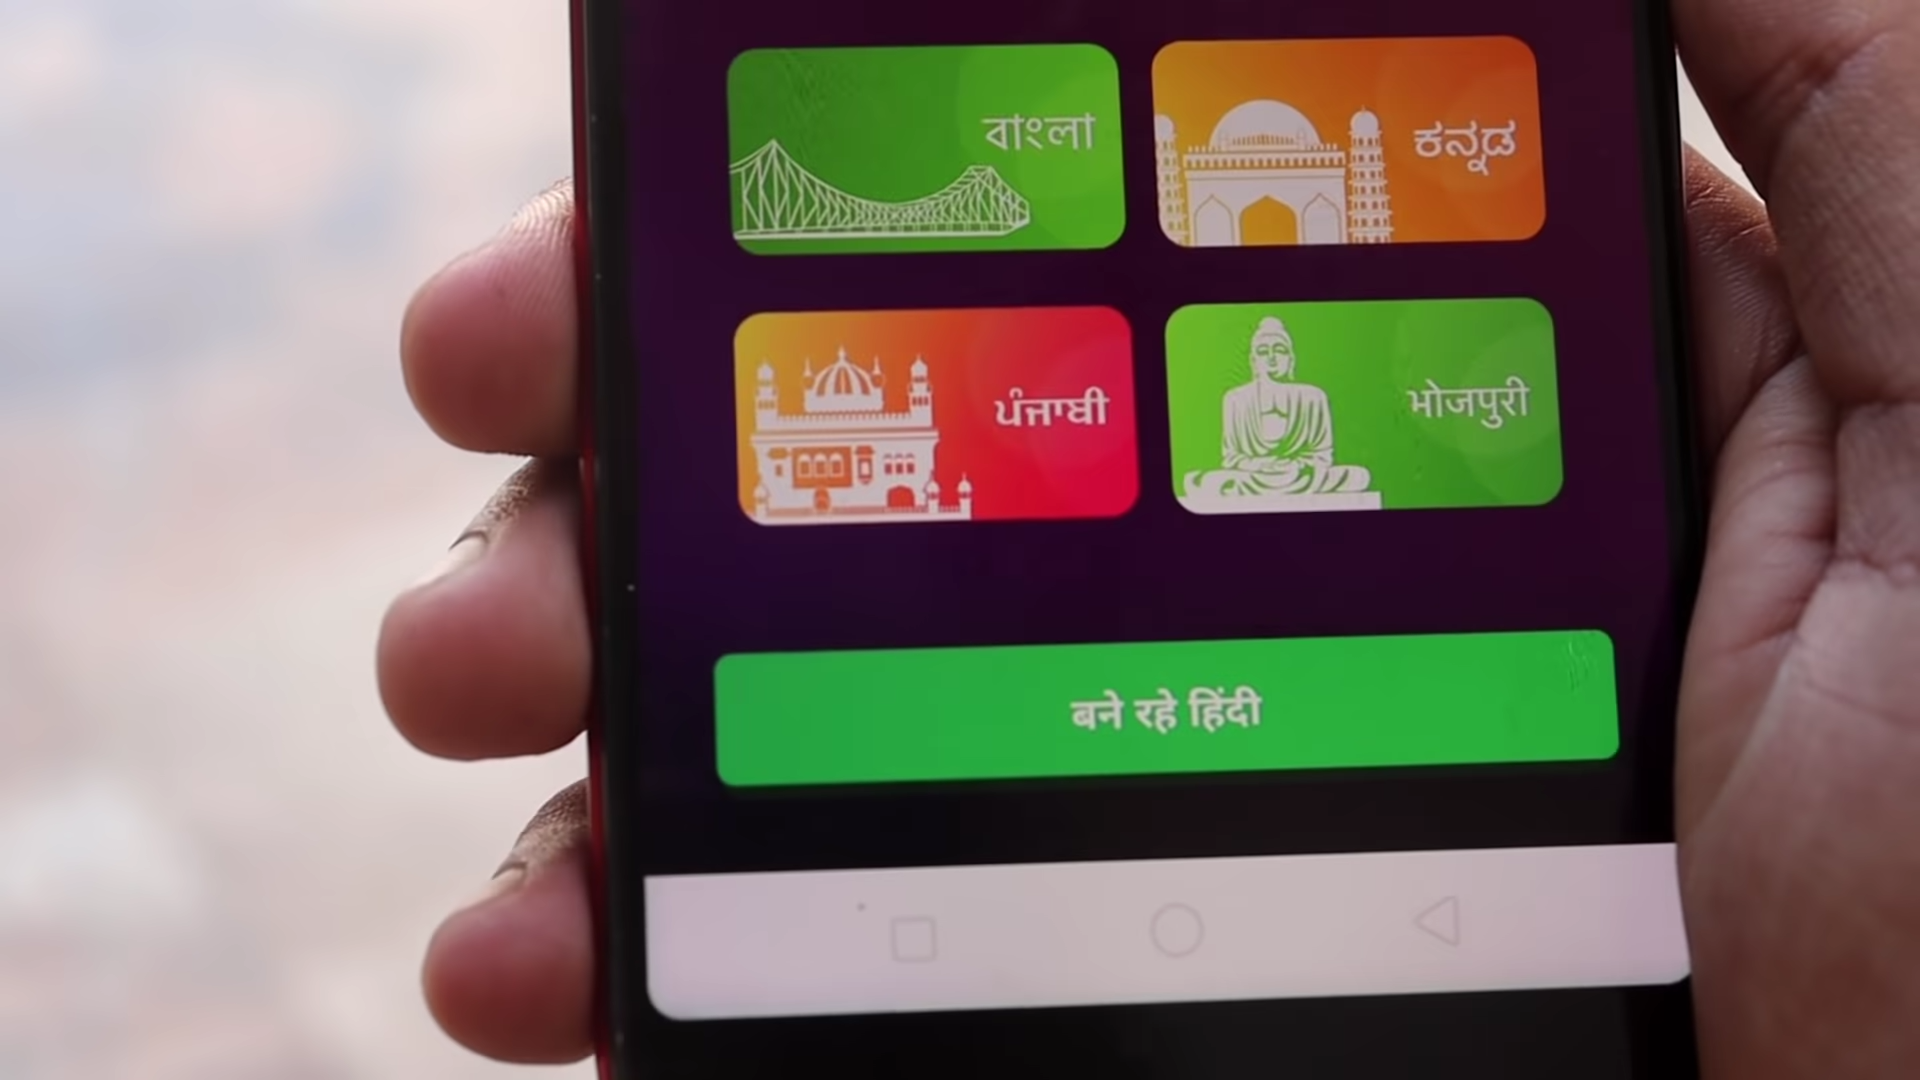 বাংলা
ಕನ್ನಡ
ਪੰਜਾਬੀ
भोजपुरी
बने रहे हिंदी